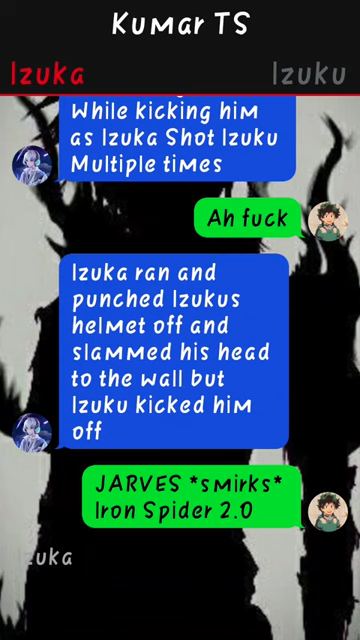 Kumar TS
Izuka
Izuku
While kicking him
as Izuka Shot Izuku
Multiple times
Ah fuck
Izuka ran and
punched Izukus
helmet off and
slammed his head
to the wall but
Izuku kicked him
off
JARVES *smirks*
Iron Spider 2.0
Izuka